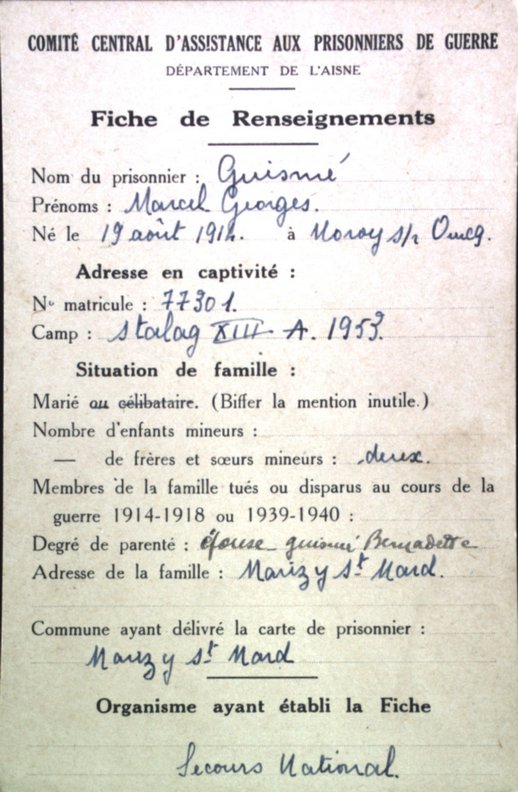 COMITÉ CENTRAL D'ASSISTANCE AUX PRISONNIERS DE GUERRE
DÉPARTEMENT DE L'AISNE
Fiche de Renseignements
Nom du prisonnier : Guismé
Prénoms : Marcel Georges.
Né le 19 août 1912. à Noroy s/r Ourcq.
Adresse en captivité :
No matricule : 77301.
Camp : stalag XIII A. 1953.
Situation de famille :
Marié ou célibataire. (Biffer la mention inutile.)
Nombre d'enfants mineurs :
— de frères et sœurs mineurs : deux.
Membres de la famille tués ou disparus au cours de la
guerre 1914-1918 ou 1939-1940 :
Degré de parenté : épouse guismé Bernadette
Adresse de la famille : Marizy St Mard.
Commune ayant délivré la carte de prisonnier :
Marizy St Mard
Organisme ayant établi la Fiche
Secours National.